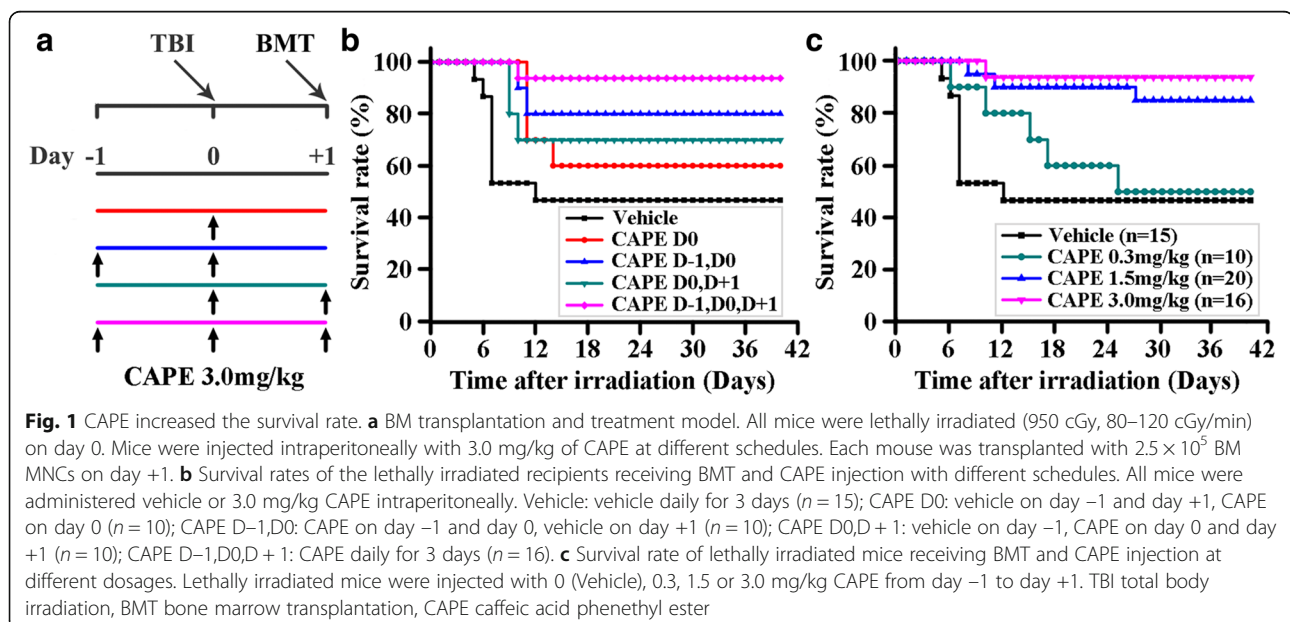 a
TBI BMT
Day -1 0 +1
CAPE 3.0mg/kg
b
Survival rate (%)
100
80
60
40
20
0
Vehicle
CAPE D0
CAPE D-1,D0
CAPE D0,D+1
CAPE D-1,D0,D+1
0 6 12 18 24 30 36 42
Time after irradiation (Days)
c
Survival rate (%)
100
80
60
40
20
0
Vehicle (n=15)
CAPE 0.3mg/kg (n=10)
CAPE 1.5mg/kg (n=20)
CAPE 3.0mg/kg (n=16)
0 6 12 18 24 30 36 42
Time after irradiation (Days)
Fig. 1 CAPE increased the survival rate. a BM transplantation and treatment model. All mice were lethally irradiated (950 cGy, 80–120 cGy/min)
on day 0. Mice were injected intraperitoneally with 3.0 mg/kg of CAPE at different schedules. Each mouse was transplanted with 2.5 × 10⁵ BM
MNCs on day +1. b Survival rates of the lethally irradiated recipients receiving BMT and CAPE injection with different schedules. All mice were
administered vehicle or 3.0 mg/kg CAPE intraperitoneally. Vehicle: vehicle daily for 3 days (n = 15); CAPE D0: vehicle on day –1 and day +1, CAPE
on day 0 (n = 10); CAPE D–1,D0: CAPE on day –1 and day 0, vehicle on day +1 (n = 10); CAPE D0,D + 1: vehicle on day –1, CAPE on day 0 and day
+1 (n = 10); CAPE D–1,D0,D + 1: CAPE daily for 3 days (n = 16). c Survival rate of lethally irradiated mice receiving BMT and CAPE injection at
different dosages. Lethally irradiated mice were injected with 0 (Vehicle), 0.3, 1.5 or 3.0 mg/kg CAPE from day –1 to day +1. TBI total body
irradiation, BMT bone marrow transplantation, CAPE caffeic acid phenethyl ester